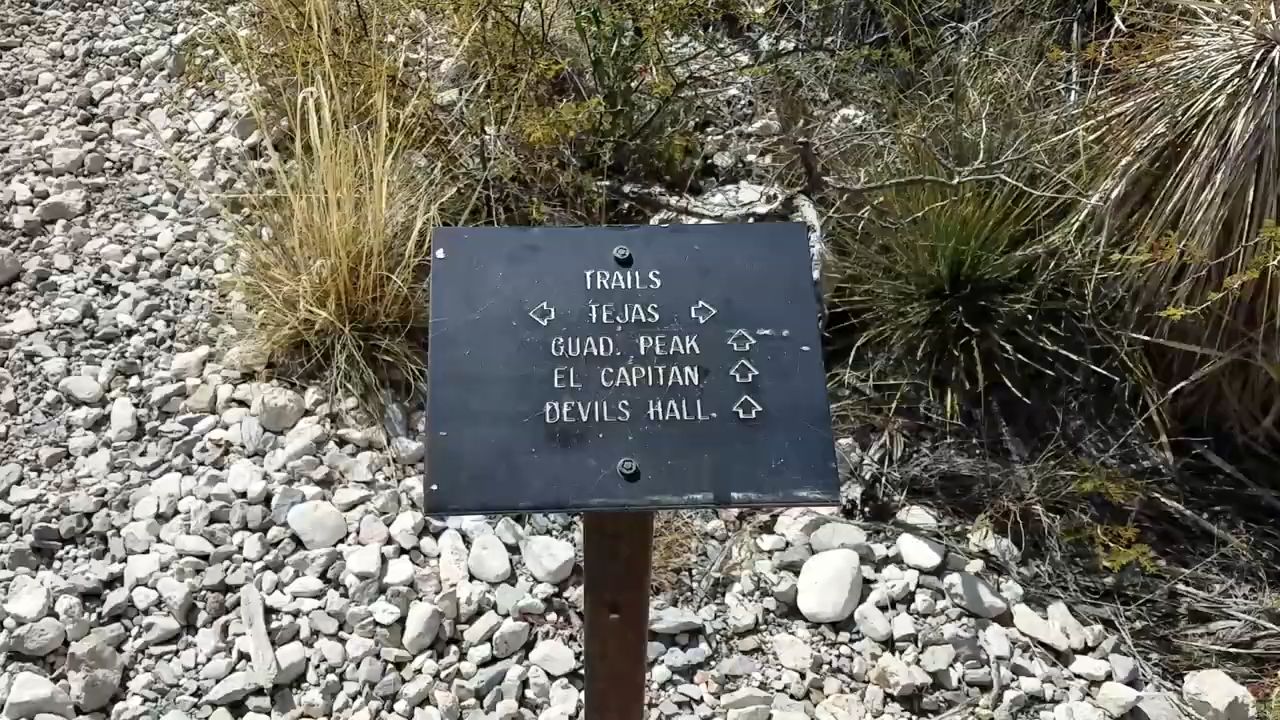 TRAILS
⇦ TEJAS ⇨
GUAD. PEAK ⇧
EL CAPITAN ⇧
DEVILS HALL ⇧